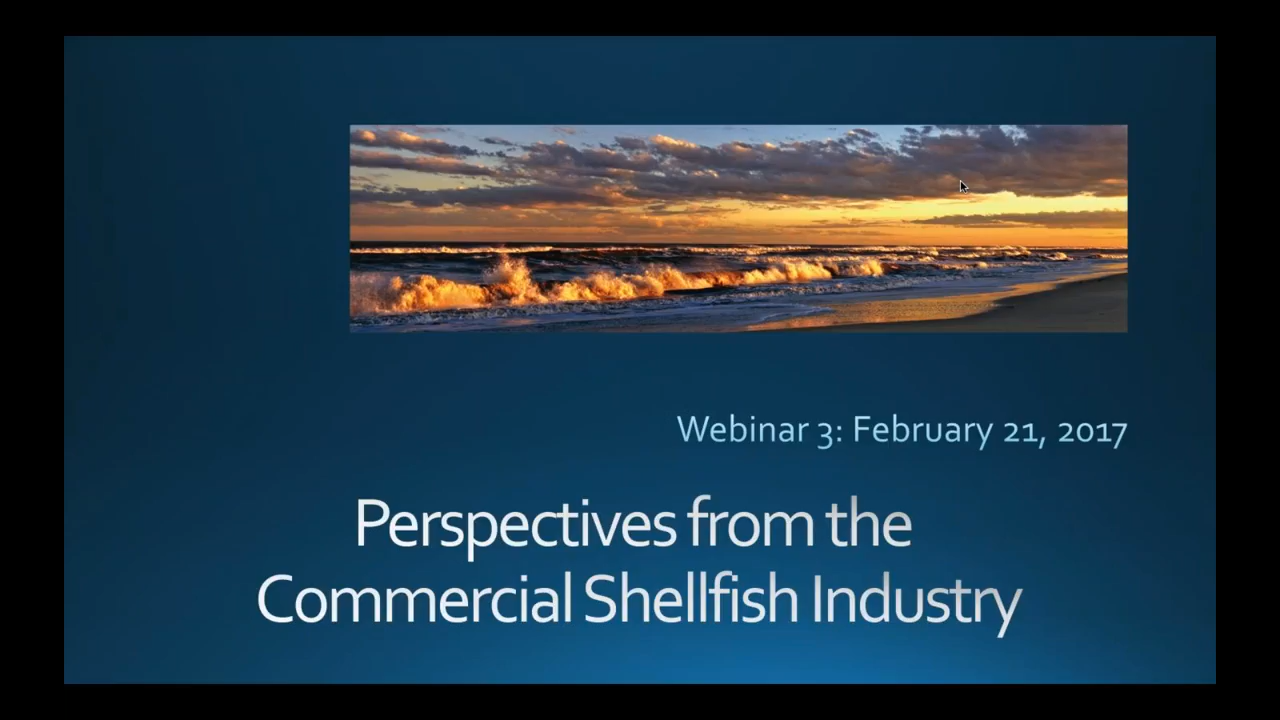 Webinar 3: February 21, 2017
Perspectives from the
Commercial Shellfish Industry